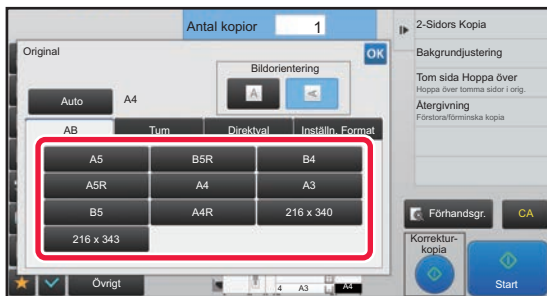 Antal kopior 1
Original
OK
Bildorientering
A A
Auto A4
AB Tum Direktval Inställn. Format
A5 B5R B4
A5R A4 A3
B5 A4R 216 x 340
216 x 343
Övrigt
4 A3 A4
2-Sidors Kopia
Bakgrundjustering
Tom sida Hoppa över
Hoppa över tomma sidor i orig.
Återgivning
Förstora/förminska kopia
Förhandsgr. CA
Korrektur-
kopia
Start